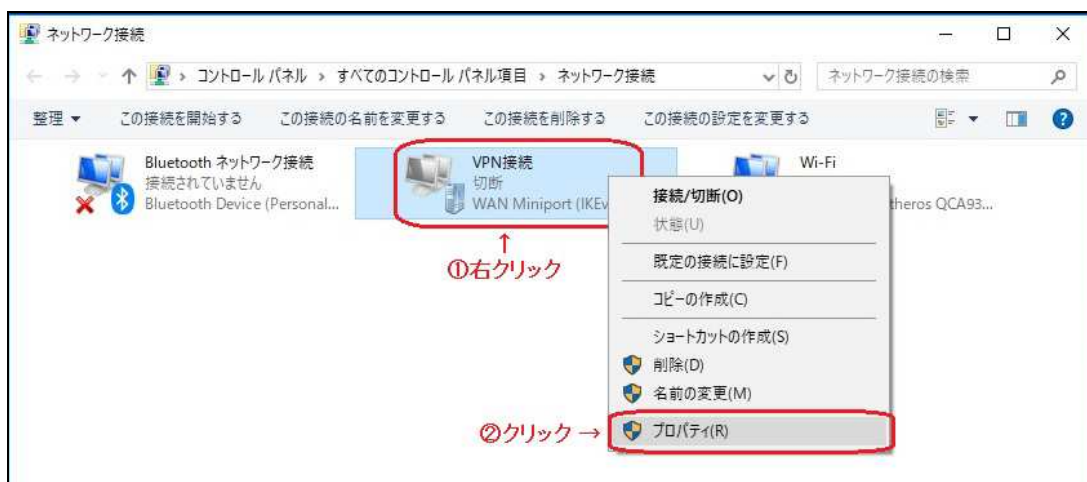 ネットワーク接続
コントロール パネル › すべてのコントロール パネル項目 › ネットワーク接続
ネットワーク接続の検索
整理 この接続を開始する この接続の名前を変更する この接続を削除する この接続の設定を変更する
Bluetooth ネットワーク接続
接続されていません
Bluetooth Device (Personal...
VPN接続
切断
WAN Miniport (IKEv
Wi-Fi
theros QCA93...
↑
①右クリック
接続/切断(O)
状態(U)
既定の接続に設定(F)
コピーの作成(C)
ショートカットの作成(S)
削除(D)
名前の変更(M)
②クリック →
プロパティ(R)